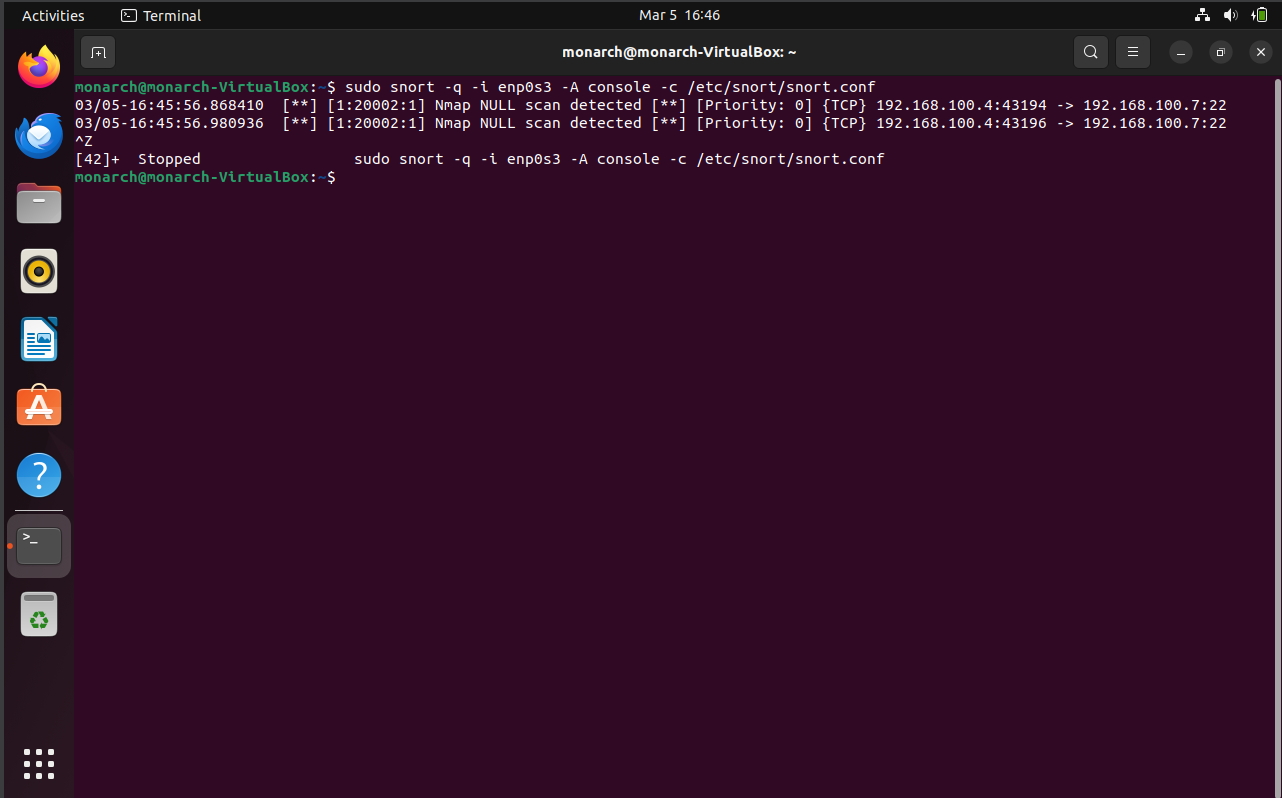 Activities
Terminal
Mar 5 16:46
monarch@monarch-VirtualBox: ~
monarch@monarch-VirtualBox:~$ sudo snort -q -i enp0s3 -A console -c /etc/snort/snort.conf
03/05-16:45:56.868410  [**] [1:20002:1] Nmap NULL scan detected [**] [Priority: 0] {TCP} 192.168.100.4:43194 -> 192.168.100.7:22
03/05-16:45:56.980936  [**] [1:20002:1] Nmap NULL scan detected [**] [Priority: 0] {TCP} 192.168.100.4:43196 -> 192.168.100.7:22
^Z
[42]+  Stopped                 sudo snort -q -i enp0s3 -A console -c /etc/snort/snort.conf
monarch@monarch-VirtualBox:~$